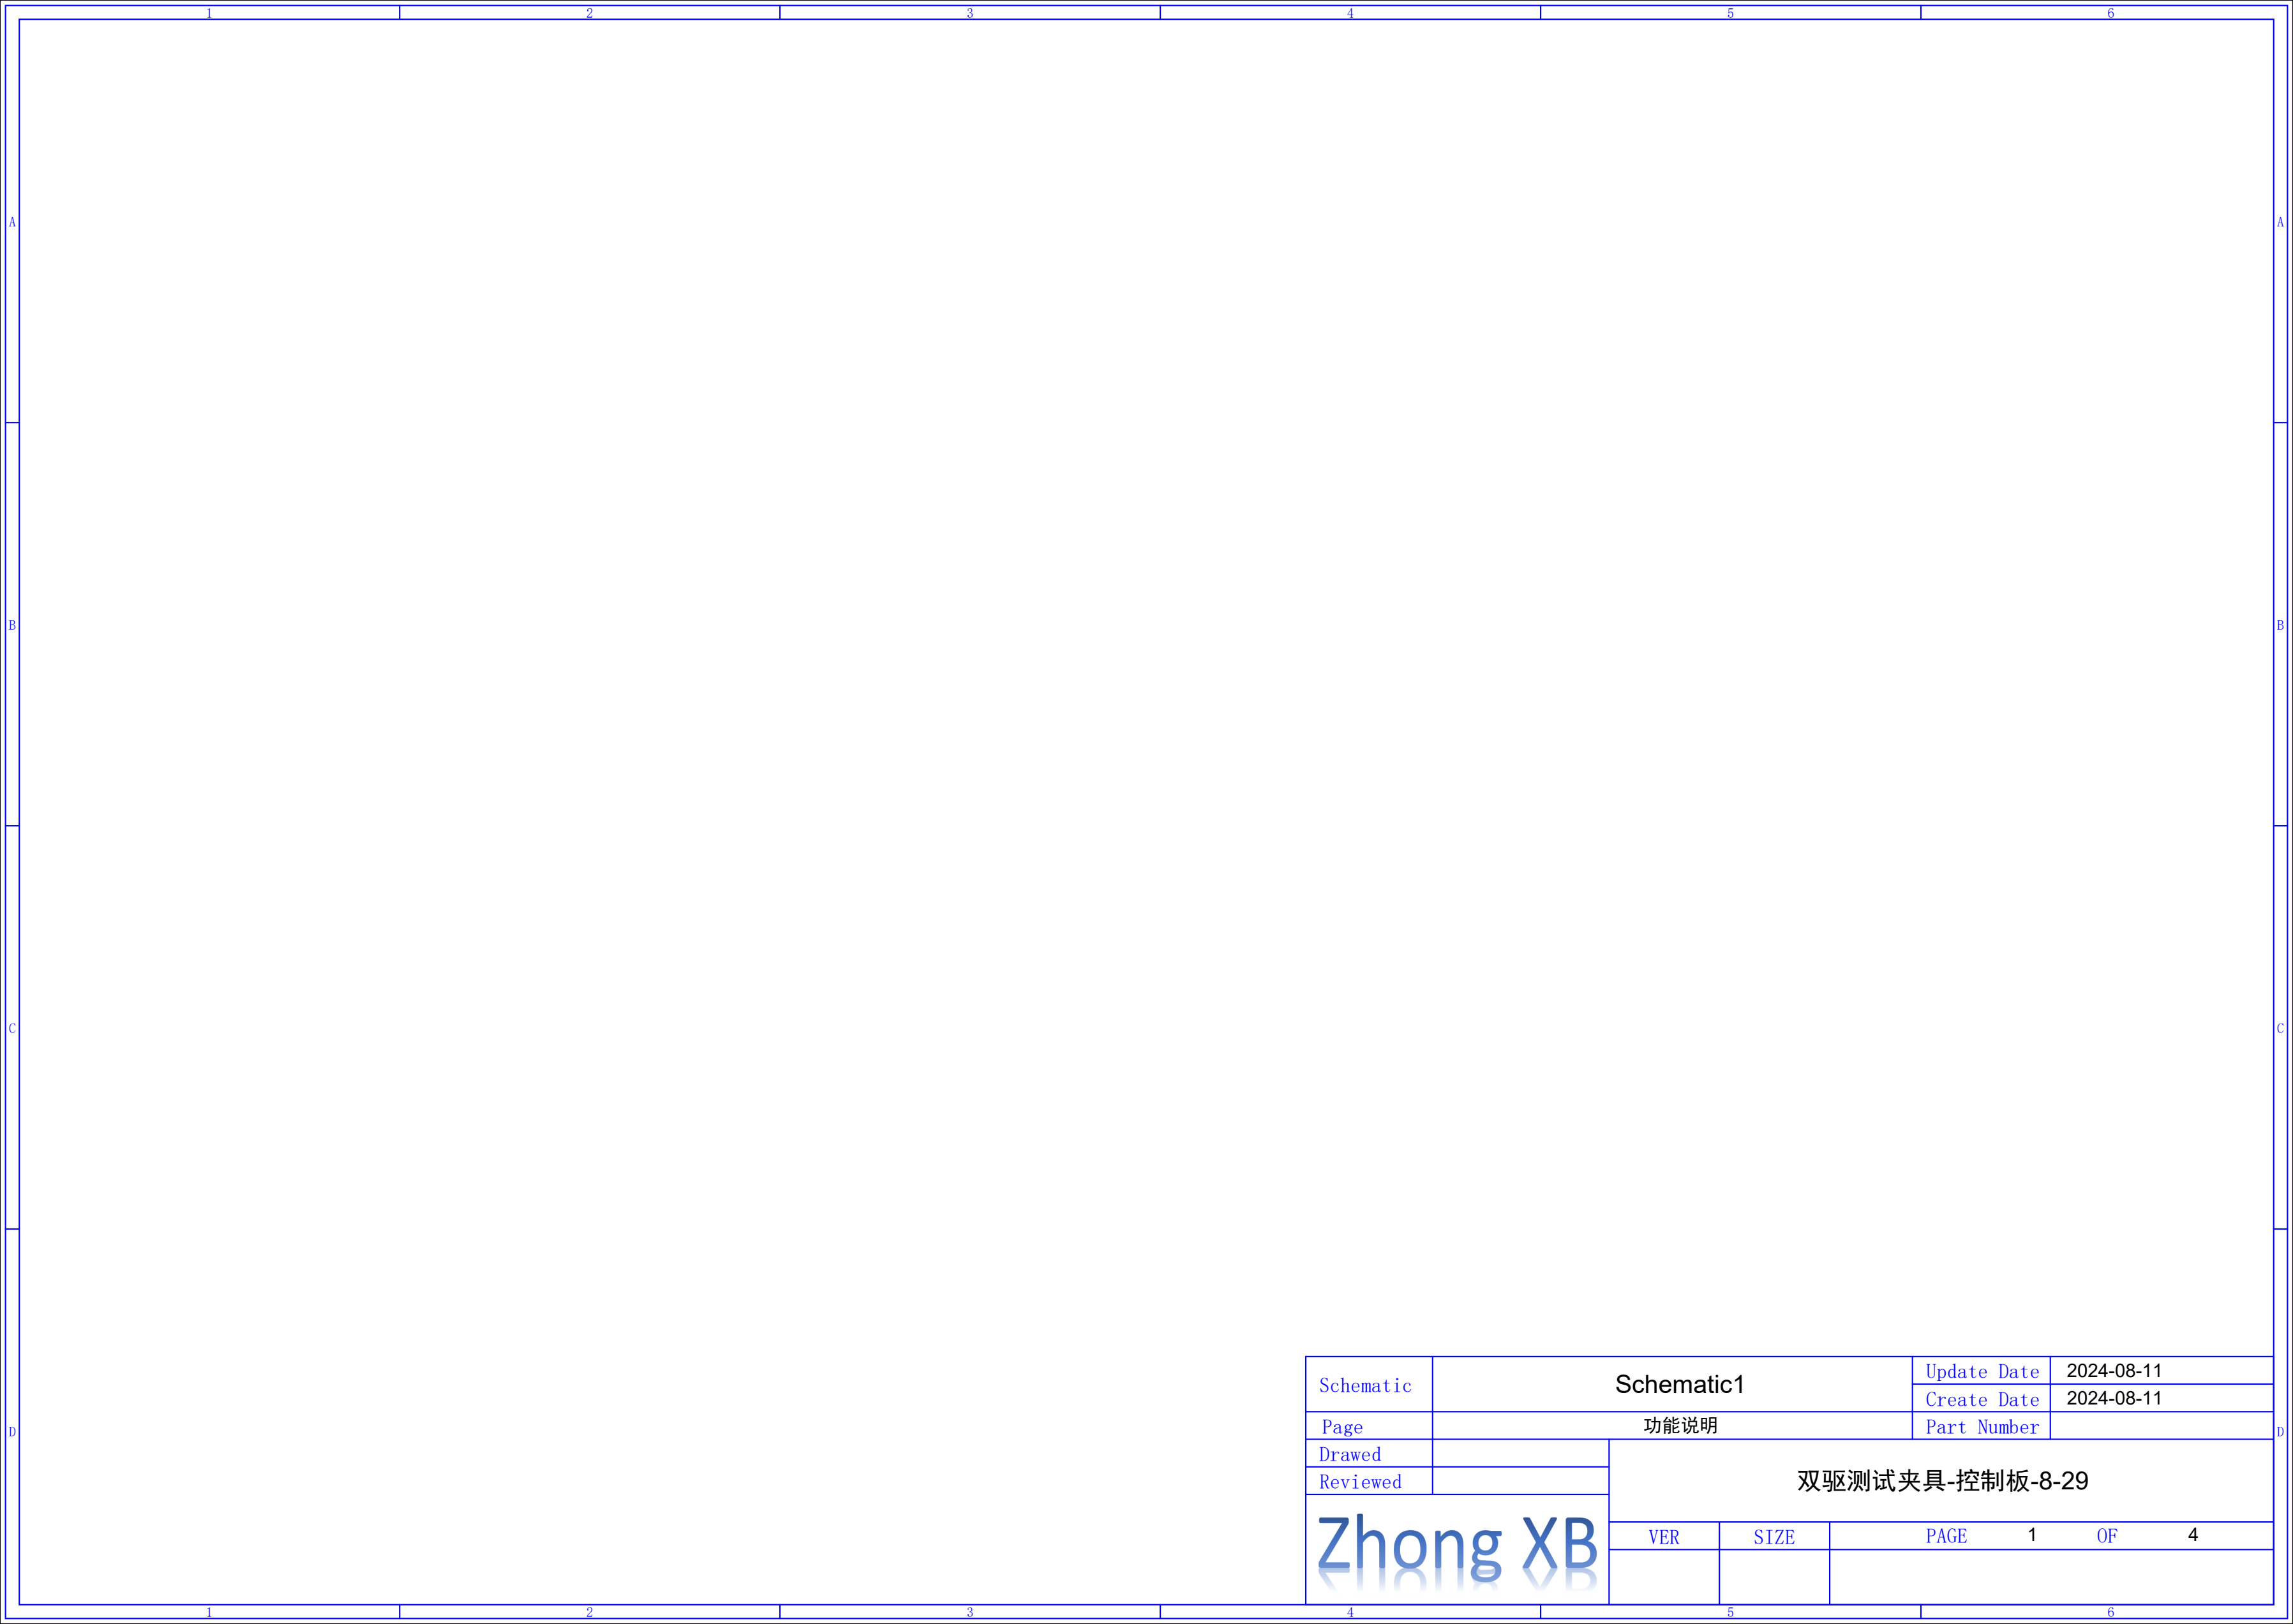 1 2 3 4 5 6
A A
B B
C C
D D
Schematic Schematic1 Update Date 2024-08-11
Create Date 2024-08-11
Page 功能说明 Part Number
Drawed
Reviewed
双驱测试夹具-控制板-8-29
Zhong XB
VER SIZE PAGE 1 OF 4
1 2 3 4 5 6